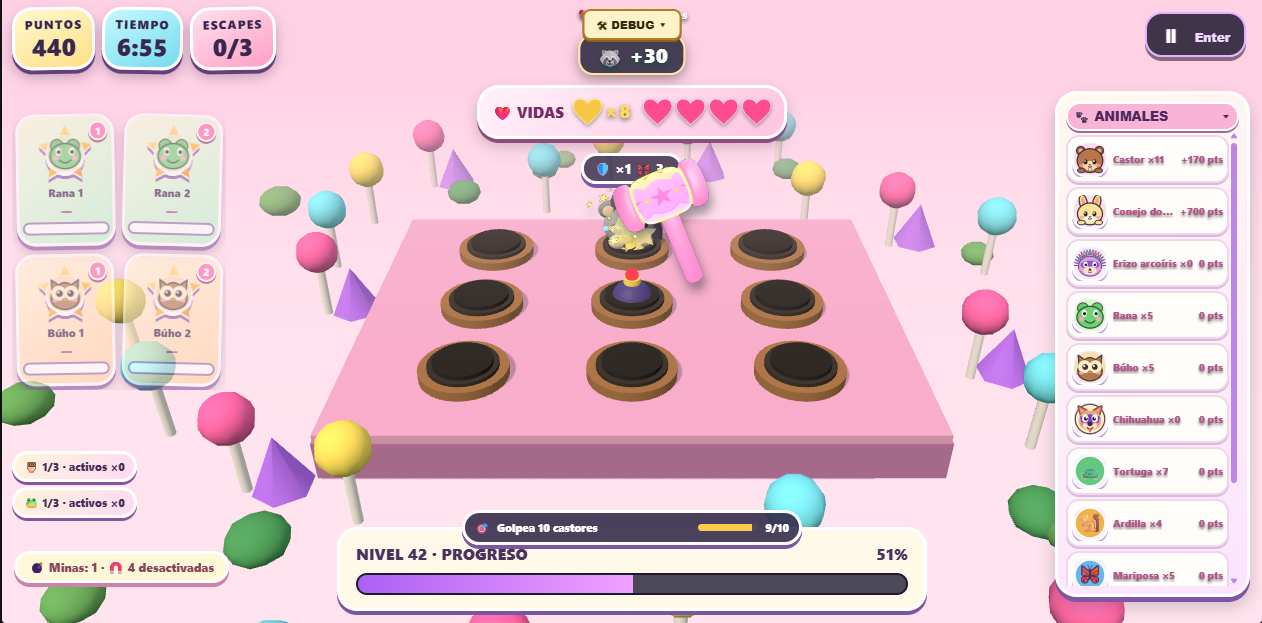 PUNTOS
440
TIEMPO
6:55
ESCAPES
0/3
🛠 DEBUG ▾
+30
Enter
VIDAS
×8
×1
1
Rana 1
—
2
Rana 2
—
1
Búho 1
—
2
Búho 2
—
1/3 · activos ×0
1/3 · activos ×0
Minas: 1 · 4 desactivadas
Golpea 10 castores
9/10
NIVEL 42 · PROGRESO
51%
ANIMALES
Castor ×11 +170 pts
Conejo do... +700 pts
Erizo arcoíris ×0 0 pts
Rana ×5 0 pts
Búho ×5 0 pts
Chihuahua ×0 0 pts
Tortuga ×7 0 pts
Ardilla ×4 0 pts
Mariposa ×5 0 pts